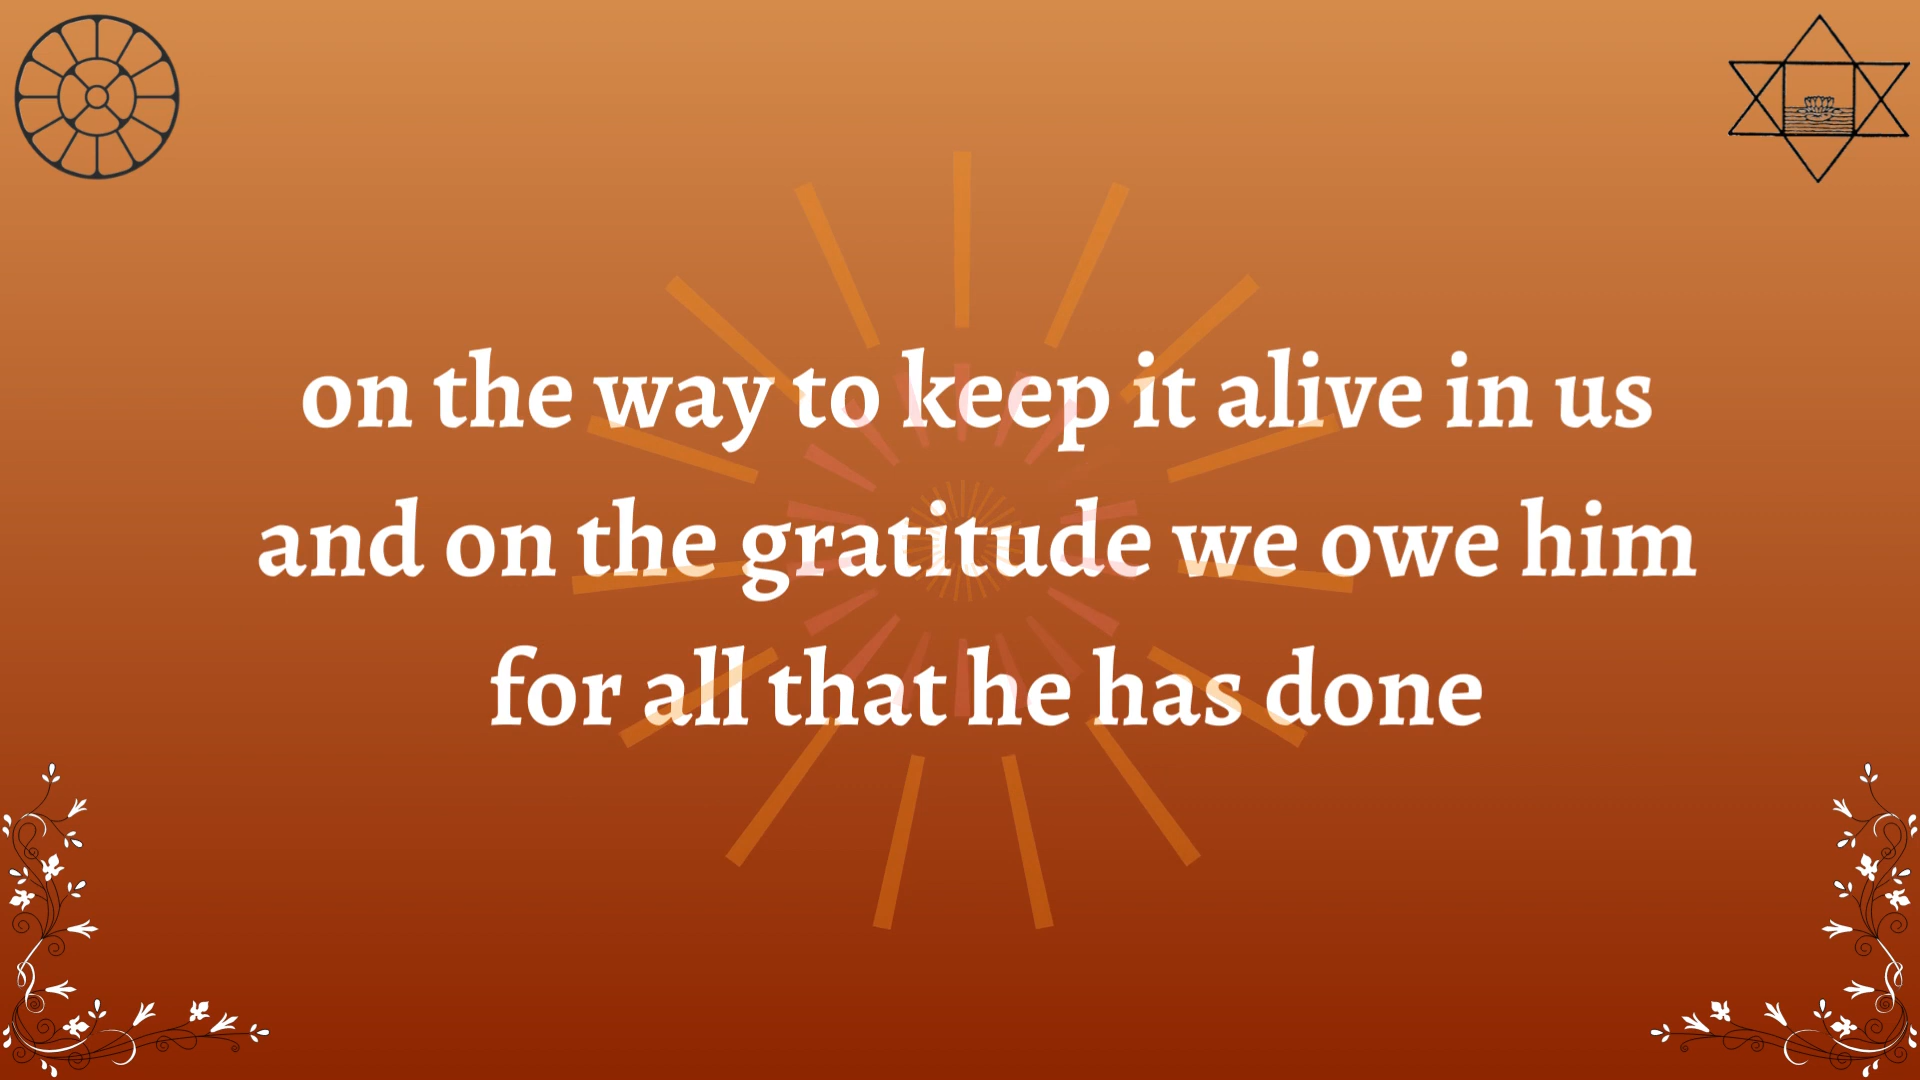 on the way to keep it alive in us
and on the gratitude we owe him
for all that he has done